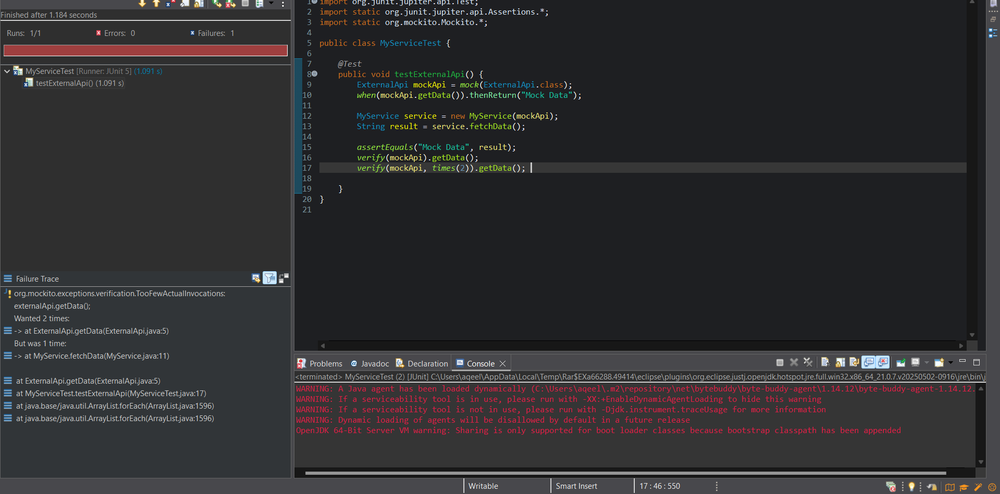 Finished after 1.184 seconds
Runs: 1/1 Errors: 0 Failures: 1
MyServiceTest [Runner: JUnit 5] (1.091 s)
testExternalApi() (1.091 s)
Failure Trace
org.mockito.exceptions.verification.TooFewActualInvocations:
externalApi.getData();
Wanted 2 times:
-> at ExternalApi.getData(ExternalApi.java:5)
But was 1 time:
-> at MyService.fetchData(MyService.java:11)
at ExternalApi.getData(ExternalApi.java:5)
at MyServiceTest.testExternalApi(MyServiceTest.java:17)
at java.base/java.util.ArrayList.forEach(ArrayList.java:1596)
at java.base/java.util.ArrayList.forEach(ArrayList.java:1596)
1 import org.junit.jupiter.api.Test;
2 import static org.junit.jupiter.api.Assertions.*;
3 import static org.mockito.Mockito.*;
4
5 public class MyServiceTest {
6
7 @Test
8 public void testExternalApi() {
9 ExternalApi mockApi = mock(ExternalApi.class);
10 when(mockApi.getData()).thenReturn("Mock Data");
11
12 MyService service = new MyService(mockApi);
13 String result = service.fetchData();
14
15 assertEquals("Mock Data", result);
16 verify(mockApi).getData();
17 verify(mockApi, times(2)).getData();
18
19 }
20 }
21
Problems @ Javadoc Declaration Console
<terminated> MyServiceTest (2) [JUnit] C:\Users\aqeel\AppData\Local\Temp\Rar$EXa66288.49414\eclipse\plugins\org.eclipse.justj.openjdk.hotspot.jre.full.win32.x86_64_21.0.7.v20250502-0916\jre\bin\j
WARNING: A Java agent has been loaded dynamically (C:\Users\aqeel\.m2\repository\net\bytebuddy\byte-buddy-agent\1.14.12\byte-buddy-agent-1.14.12.
WARNING: If a serviceability tool is in use, please run with -XX:+EnableDynamicAgentLoading to hide this warning
WARNING: If a serviceability tool is not in use, please run with -Djdk.instrument.traceUsage for more information
WARNING: Dynamic loading of agents will be disallowed by default in a future release
OpenJDK 64-Bit Server VM warning: Sharing is only supported for boot loader classes because bootstrap classpath has been appended
Writable Smart Insert 17 : 46 : 550